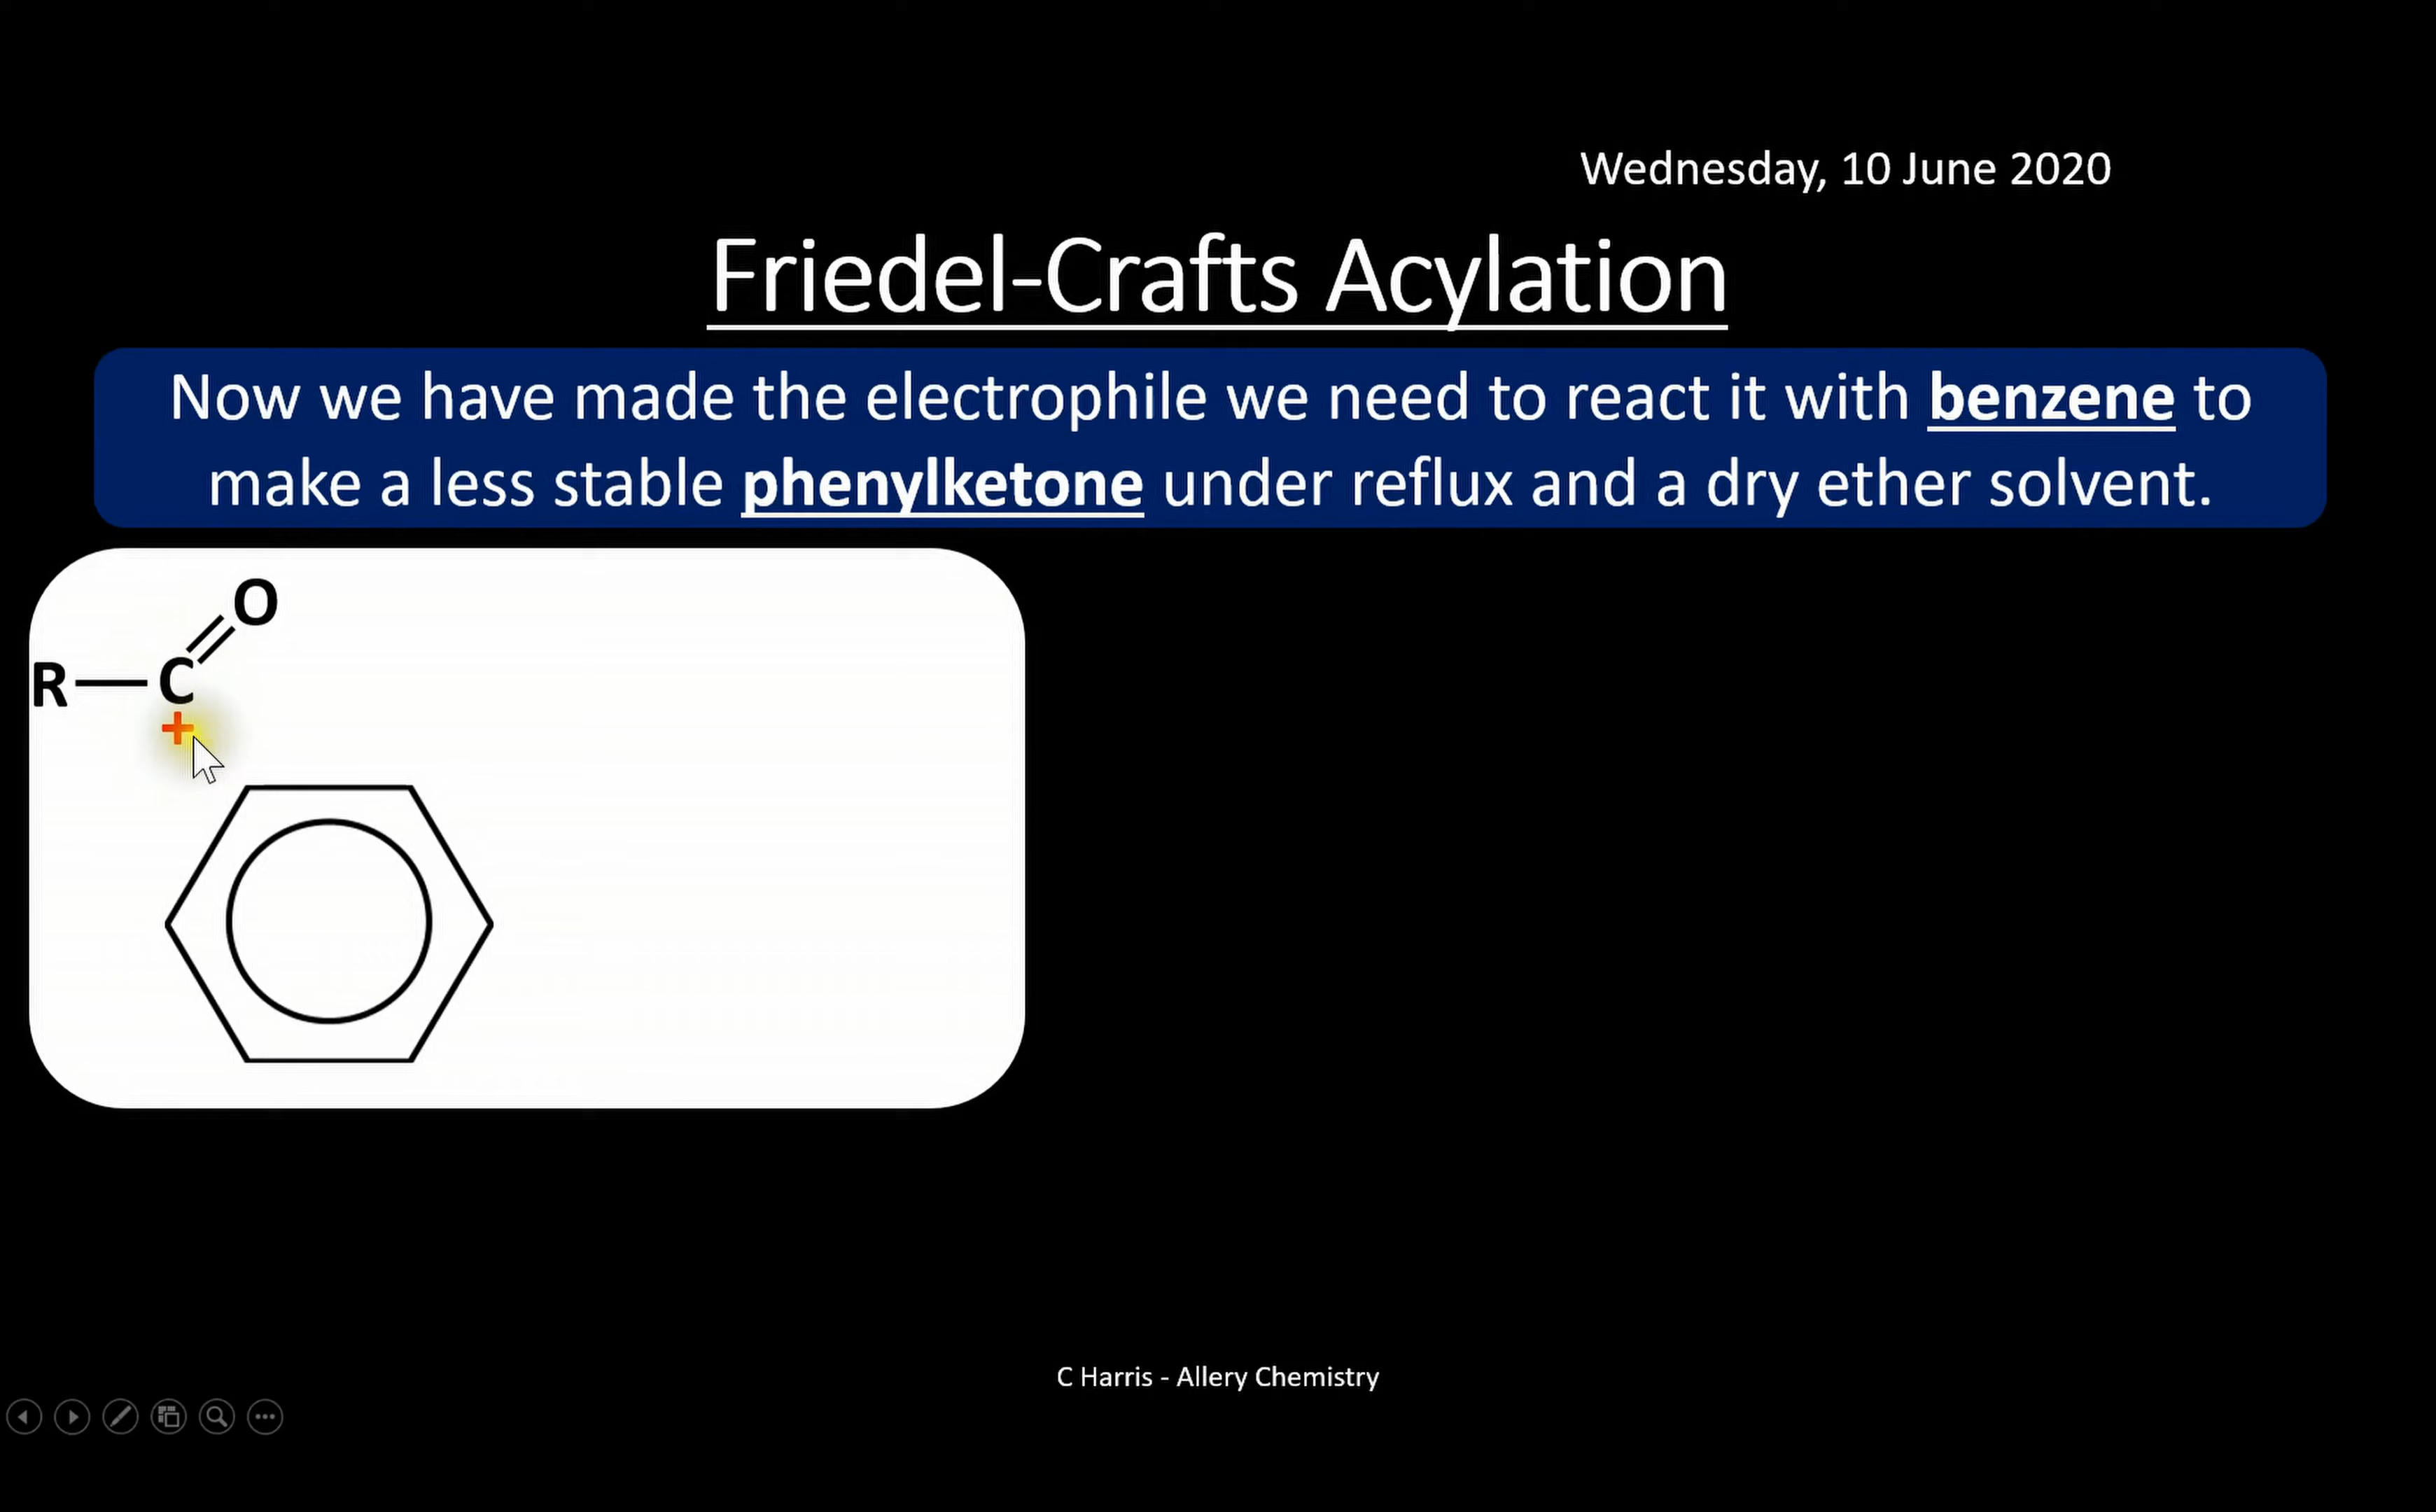 Wednesday, 10 June 2020
Friedel-Crafts Acylation
Now we have made the electrophile we need to react it with benzene to
make a less stable phenylketone under reflux and a dry ether solvent.
O
R C
+
C Harris - Allery Chemistry